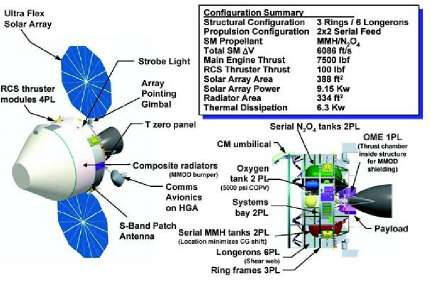 Ultra Flex
Solar Array
RCS thruster
modules 4PL
Strobe Light
Array
Pointing
Gimbal
T zero panel
Composite radiators
(MMOD bumper)
Comms
Avionics
on HGA
S-Band Patch
Antenna
Configuration Summary
Structural Configuration 3 Rings / 6 Longerons
Propulsion Configuration 2x2 Serial Feed
SM Propellant MMH/N₂O₄
Total SM ΔV 6086 ft/s
Main Engine Thrust 7500 lbf
RCS Thruster Thrust 100 lbf
Solar Array Area 388 ft²
Solar Array Power 9.15 Kw
Radiator Area 334 ft²
Thermal Dissipation 6.3 Kw
Serial N₂O₄ tanks 2PL
CM umbilical
OME 1PL
(Thrust chamber
inside structure
for MMOD
shielding)
Oxygen
tank 2 PL
(5000 psi COPV)
Systems
bay 2PL
Payload
Serial MMH tanks 2PL
(Location minimizes CG shift)
Longerons 6PL
(Shear web)
Ring frames 3PL